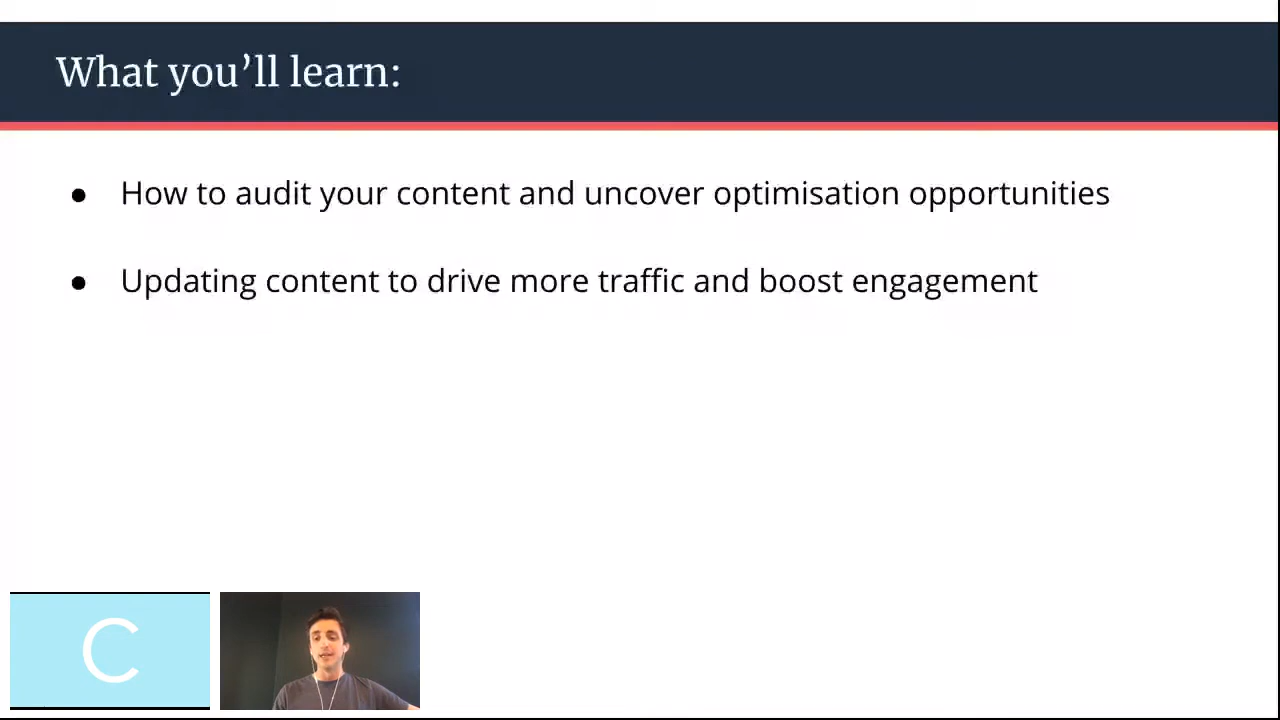 What you’ll learn:
● How to audit your content and uncover optimisation opportunities
● Updating content to drive more traffic and boost engagement
C